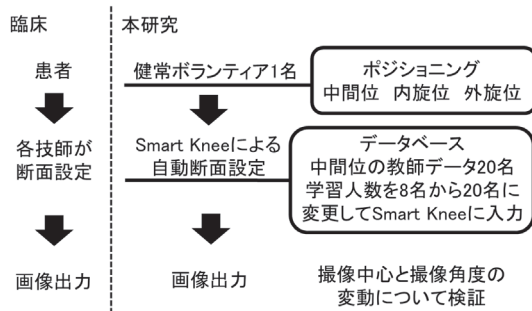 臨床
本研究
患者
健常ボランティア1名
ポジショニング
中間位 内旋位 外旋位
各技師が
断面設定
Smart Kneeによる
自動断面設定
データベース
中間位の教師データ20名
学習人数を8名から20名に
変更してSmart Kneeに入力
画像出力
画像出力
撮像中心と撮像角度の
変動について検証